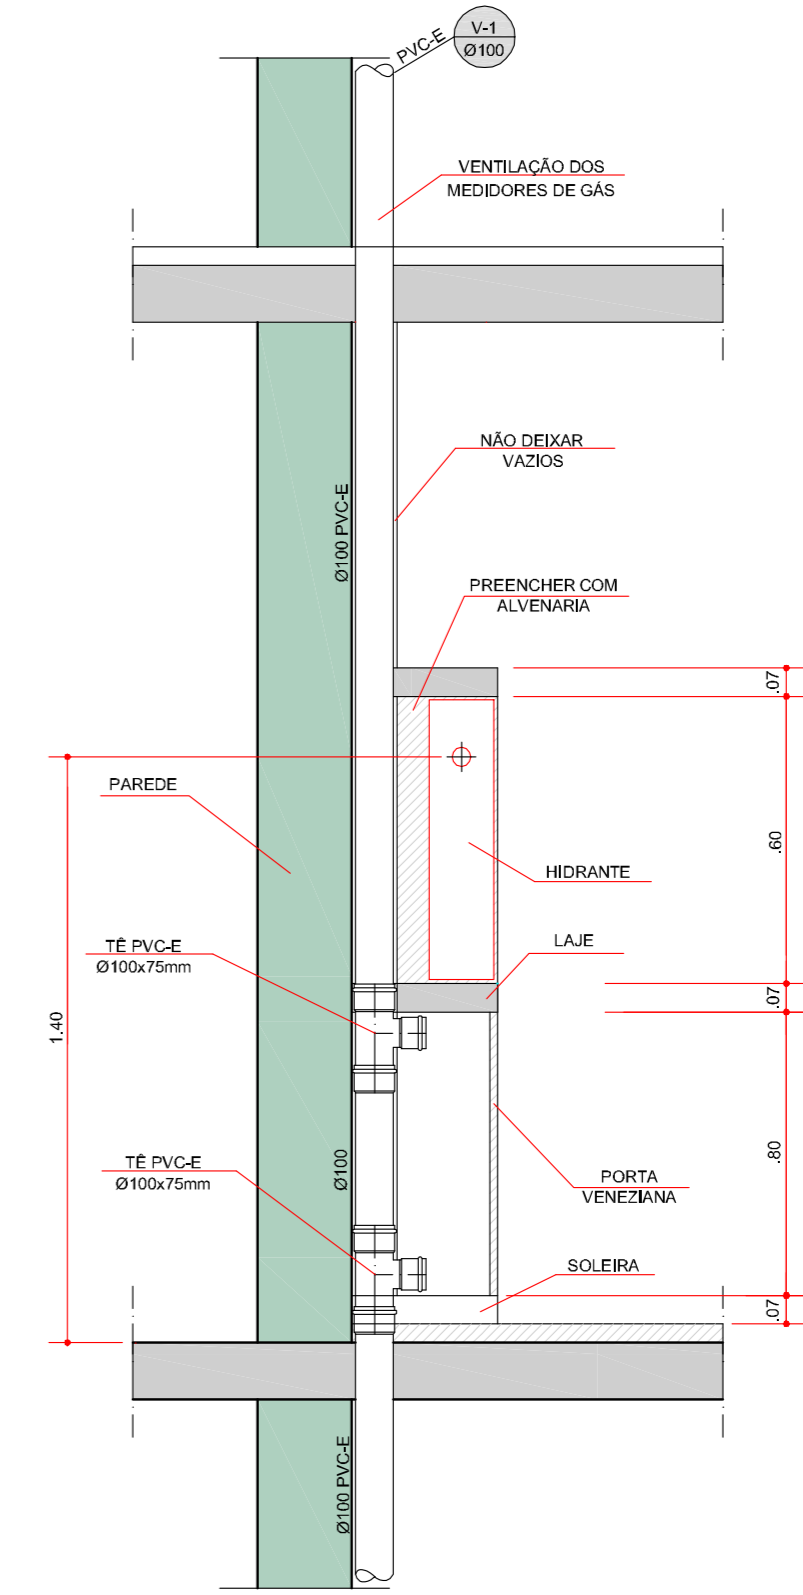 V-1
Ø100
PVC-E
VENTILAÇÃO DOS
MEDIDORES DE GÁS
NÃO DEIXAR
VAZIOS
Ø100 PVC-E
PREENCHER COM
ALVENARIA
.07
PAREDE
.60
HIDRANTE
LAJE
TÊ PVC-E
Ø100x75mm
.07
1.40
TÊ PVC-E
Ø100x75mm
Ø100
.80
PORTA
VENEZIANA
SOLEIRA
.07
Ø100 PVC-E